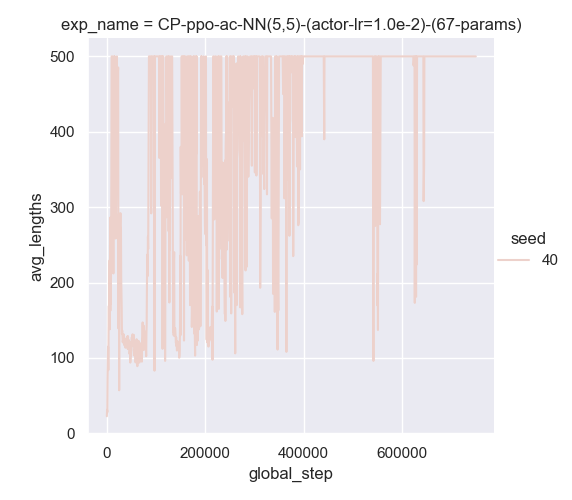 exp_name = CP-ppo-ac-NN(5,5)-(actor-lr=1.0e-2)-(67-params)
500
400
300
200
100
0
avg_lengths
0 200000 400000 600000
global_step
seed
40